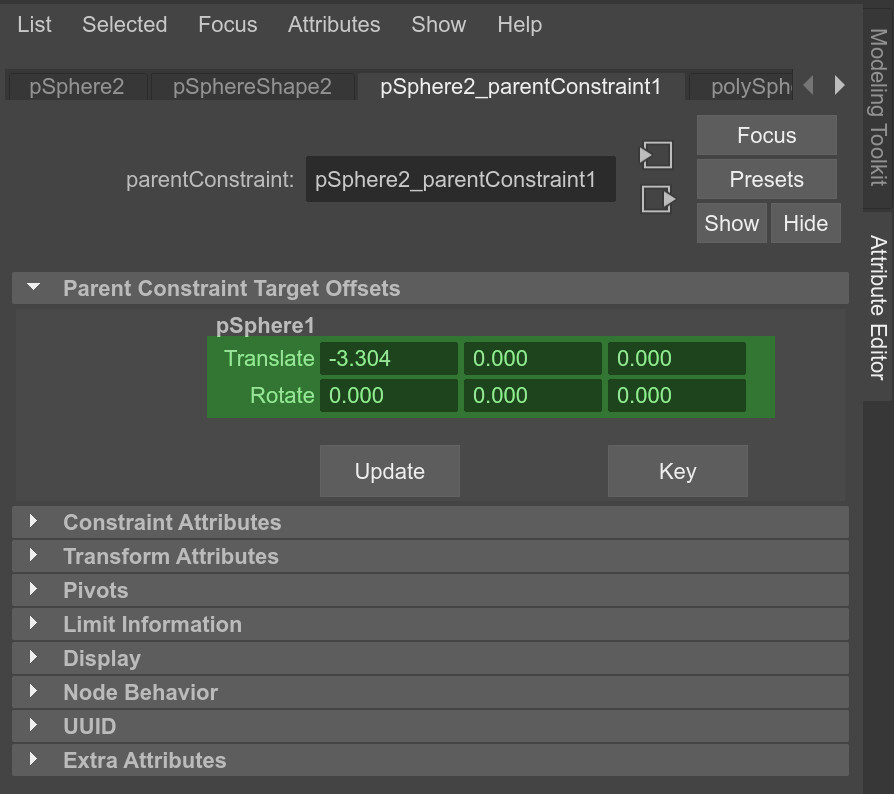 List Selected Focus Attributes Show Help
pSphere2 pSphereShape2 pSphere2_parentConstraint1 polySph
parentConstraint: pSphere2_parentConstraint1
Focus
Presets
Show Hide
Modeling Toolkit
Attribute Editor
Parent Constraint Target Offsets
pSphere1
Translate -3.304 0.000 0.000
Rotate 0.000 0.000 0.000
Update Key
Constraint Attributes
Transform Attributes
Pivots
Limit Information
Display
Node Behavior
UUID
Extra Attributes